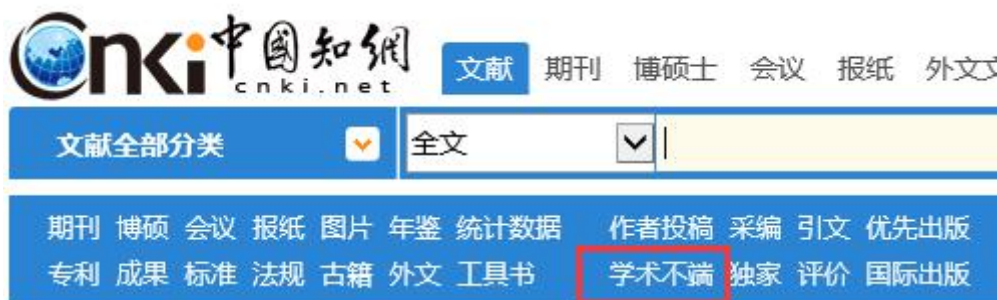 cnki中国知网 文献 期刊 博硕士 会议 报纸 外文文
cnki.net
文献全部分类 全文
期刊 博硕 会议 报纸 图片 年鉴 统计数据 作者投稿 采编 引文 优先出版
专利 成果 标准 法规 古籍 外文 工具书 学术不端 独家 评价 国际出版